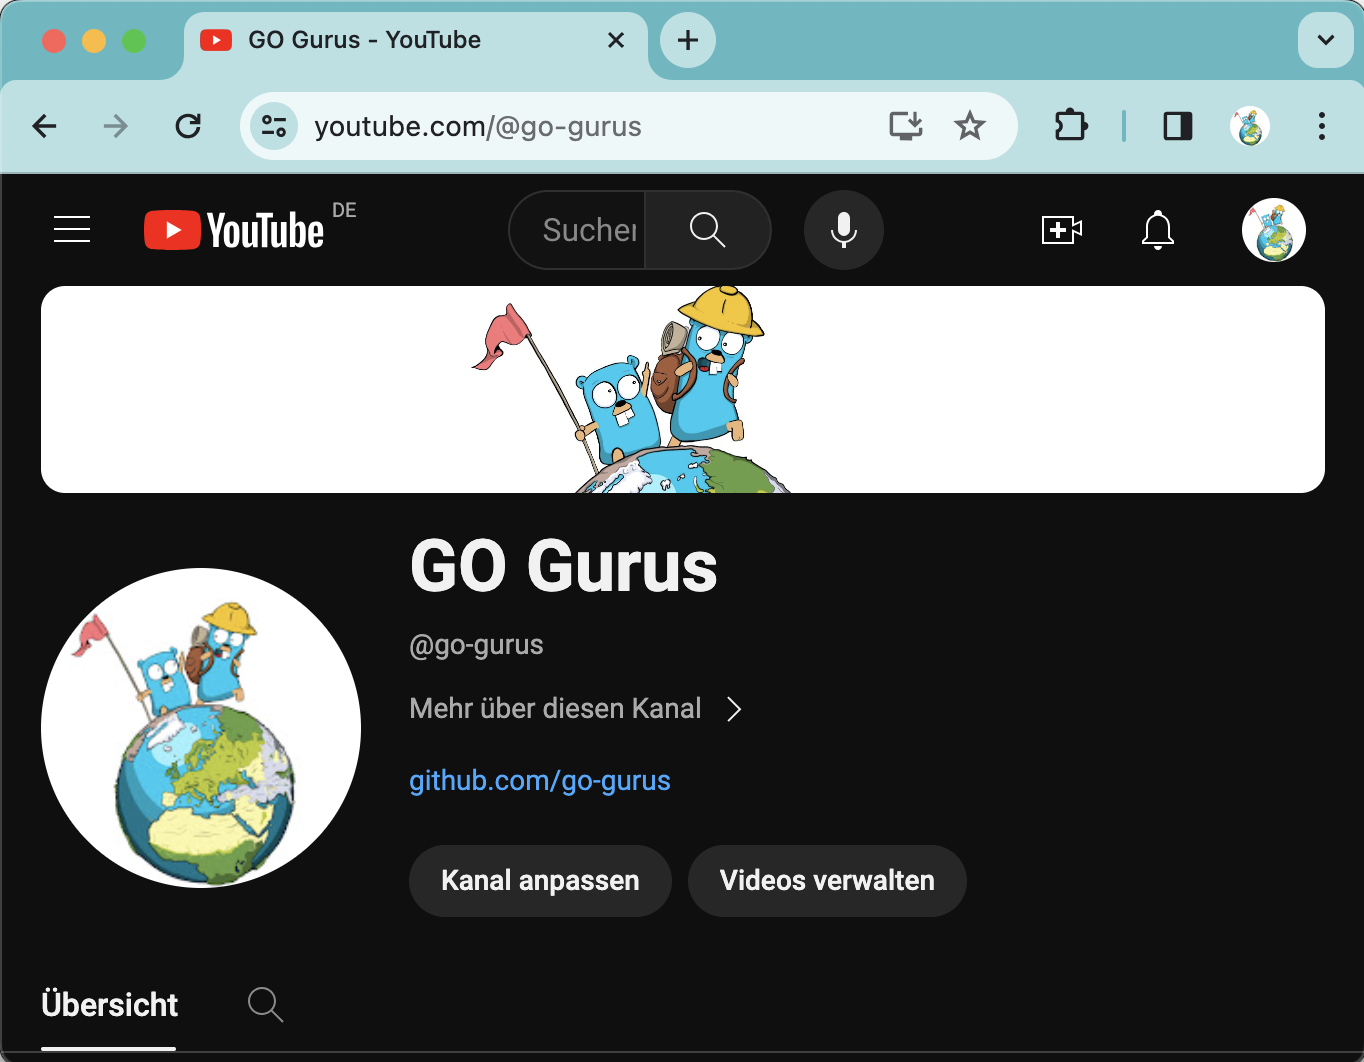 GO Gurus - YouTube
youtube.com/@go-gurus
YouTube DE
Suchen
GO Gurus
@go-gurus
Mehr über diesen Kanal
github.com/go-gurus
Kanal anpassen
Videos verwalten
Übersicht